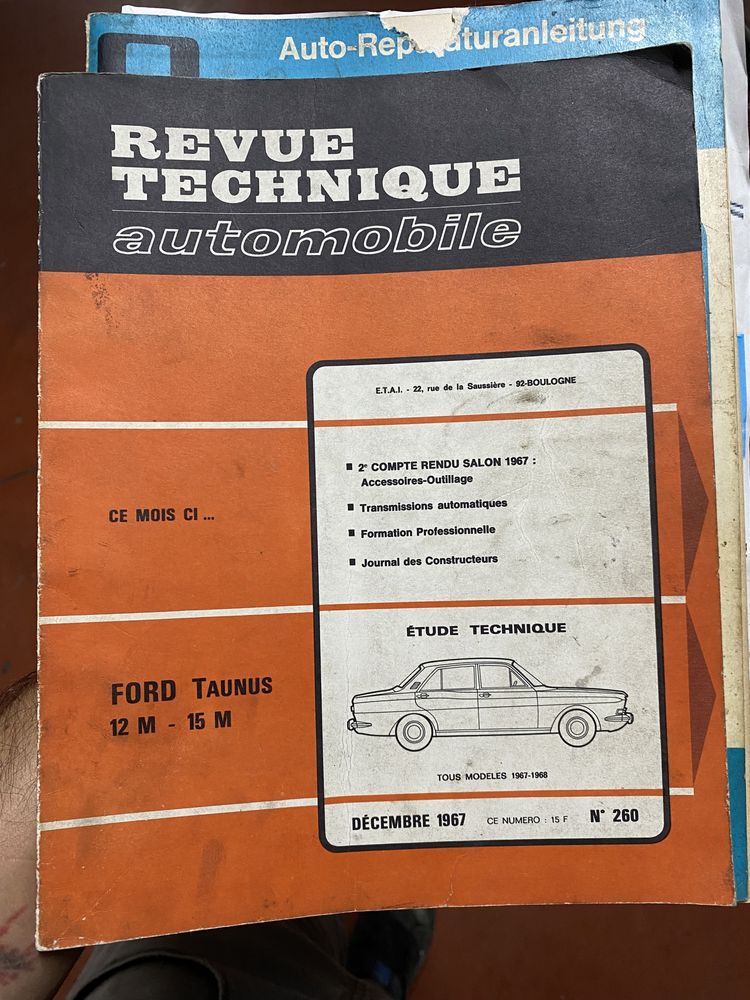 Auto-Reparaturanleitung
REVUE
TECHNIQUE
automobile
E.T.A.I. - 22, rue de la Saussière - 92-BOULOGNE
■ 2e COMPTE RENDU SALON 1967 :
Accessoires-Outillage
■ Transmissions automatiques
■ Formation Professionnelle
■ Journal des Constructeurs
CE MOIS CI ...
ÉTUDE TECHNIQUE
FORD TAUNUS
12 M - 15 M
TOUS MODELES 1967-1968
DÉCEMBRE 1967 CE NUMERO : 15 F N° 260